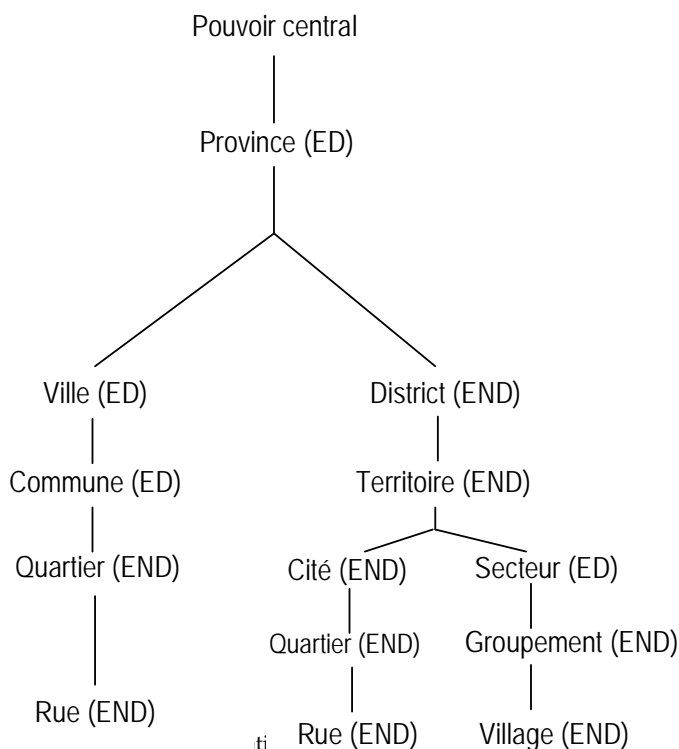 Pouvoir central
Province (ED)
Ville (ED) District (END)
Commune (ED) Territoire (END)
Quartier (END) Cité (END) Secteur (ED)
Quartier (END) Groupement (END)
Rue (END) Rue (END) Village (END)